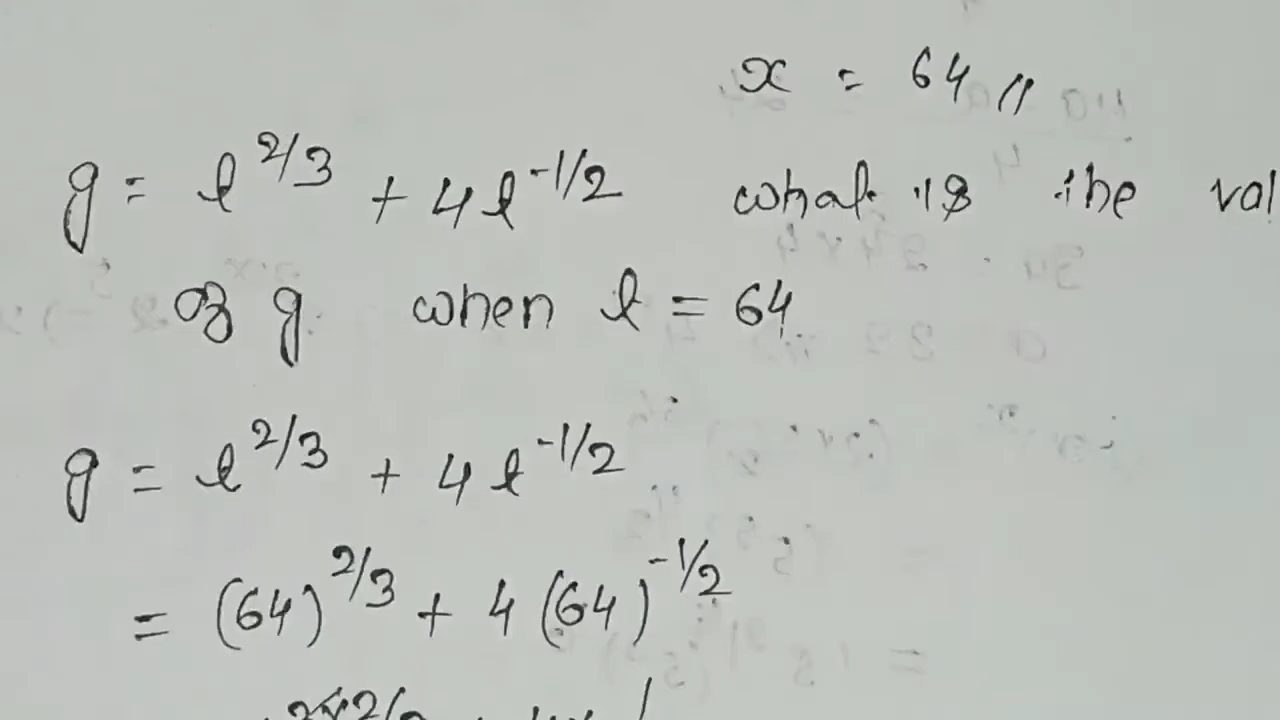 x = 64 //
g = l^2/3 + 4l^-1/2 what is the val
of g when l = 64
g = l^2/3 + 4l^-1/2
= (64)^2/3 + 4(64)^-1/2